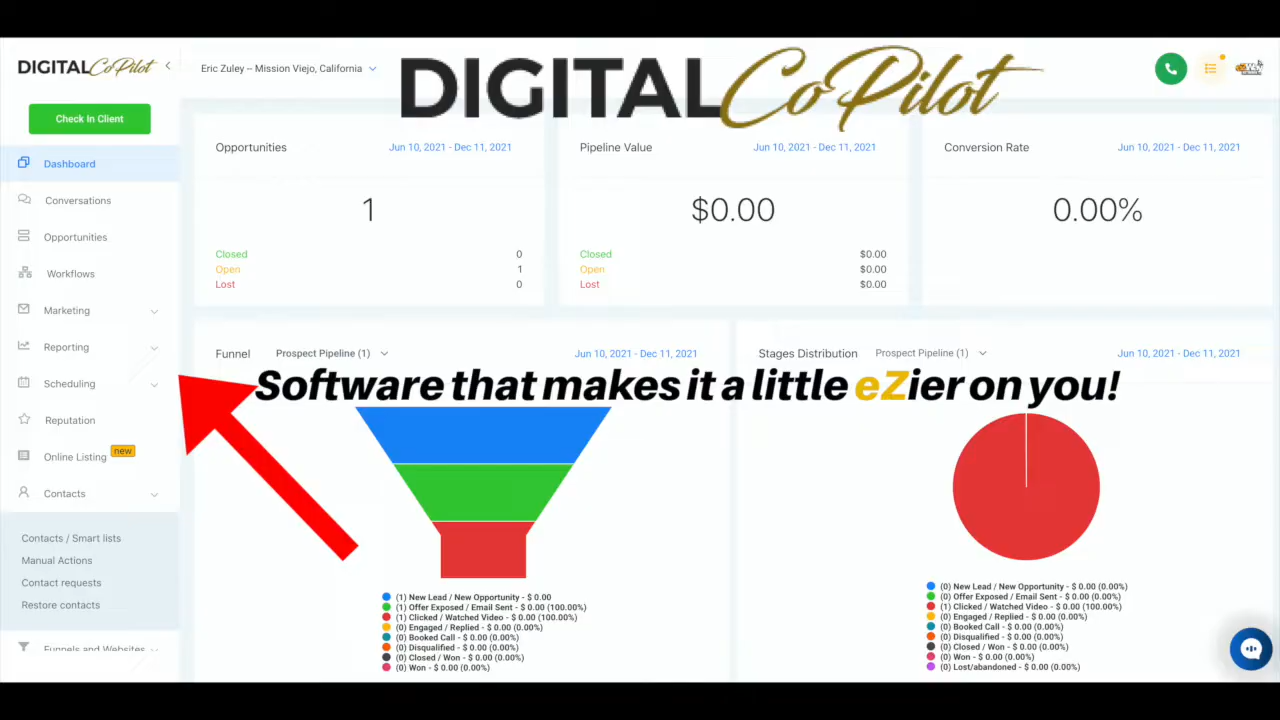 DIGITAL CoPilot
Eric Zuley – Mission Viejo, California
DIGITAL CoPilot
Check In Client
Dashboard
Conversations
Opportunities
Workflows
Marketing
Reporting
Scheduling
Reputation
Online Listing new
Contacts
Contacts / Smart lists
Manual Actions
Contact requests
Restore contacts
Funnels and Websites
Opportunities Jun 10, 2021 - Dec 11, 2021
1
Closed 0
Open 1
Lost 0
Pipeline Value Jun 10, 2021 - Dec 11, 2021
$0.00
Closed $0.00
Open $0.00
Lost $0.00
Conversion Rate Jun 10, 2021 - Dec 11, 2021
0.00%
Funnel Prospect Pipeline (1) Jun 10, 2021 - Dec 11, 2021
Stages Distribution Prospect Pipeline (1) Jun 10, 2021 - Dec 11, 2021
Software that makes it a little eZier on you!
(1) New Lead / New Opportunity - $ 0.00
(1) Offer Exposed / Email Sent - $ 0.00 (100.00%)
(1) Clicked / Watched Video - $ 0.00 (100.00%)
(0) Engaged / Replied - $ 0.00 (0.00%)
(0) Booked Call - $ 0.00 (0.00%)
(0) Disqualified - $ 0.00 (0.00%)
(0) Closed / Won - $ 0.00 (0.00%)
(0) Won - $ 0.00 (0.00%)
(0) New Lead / New Opportunity - $ 0.00 (0.00%)
(0) Offer Exposed / Email Sent - $ 0.00 (0.00%)
(1) Clicked / Watched Video - $ 0.00 (100.00%)
(0) Engaged / Replied - $ 0.00 (0.00%)
(0) Booked Call - $ 0.00 (0.00%)
(0) Disqualified - $ 0.00 (0.00%)
(0) Closed / Won - $ 0.00 (0.00%)
(0) Won - $ 0.00 (0.00%)
(0) Lost/abandoned - $ 0.00 (0.00%)